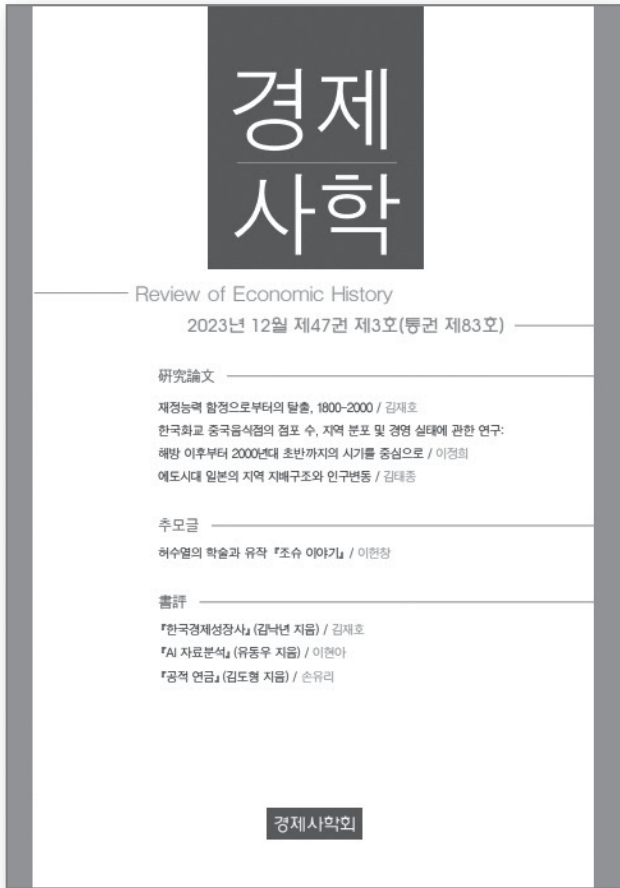 경제
사학
Review of Economic History
2023년 12월 제47권 제3호(통권 제83호)
研究論文
재정능력 함정으로부터의 탈출, 1800-2000 / 김재호
한국화교 중국음식점의 점포 수, 지역 분포 및 경영 실태에 관한 연구:
해방 이후부터 2000년대 초반까지의 시기를 중심으로 / 이정희
에도시대 일본의 지역 지배구조와 인구변동 / 김태종
추모글
허수열의 학술과 유작 『조슈 이야기』 / 이헌창
書評
『한국경제성장사』(김낙년 지음) / 김재호
『AI 자료분석』(유동우 지음) / 이현아
『공적 연금』(김도형 지음) / 손유리
경제사학회